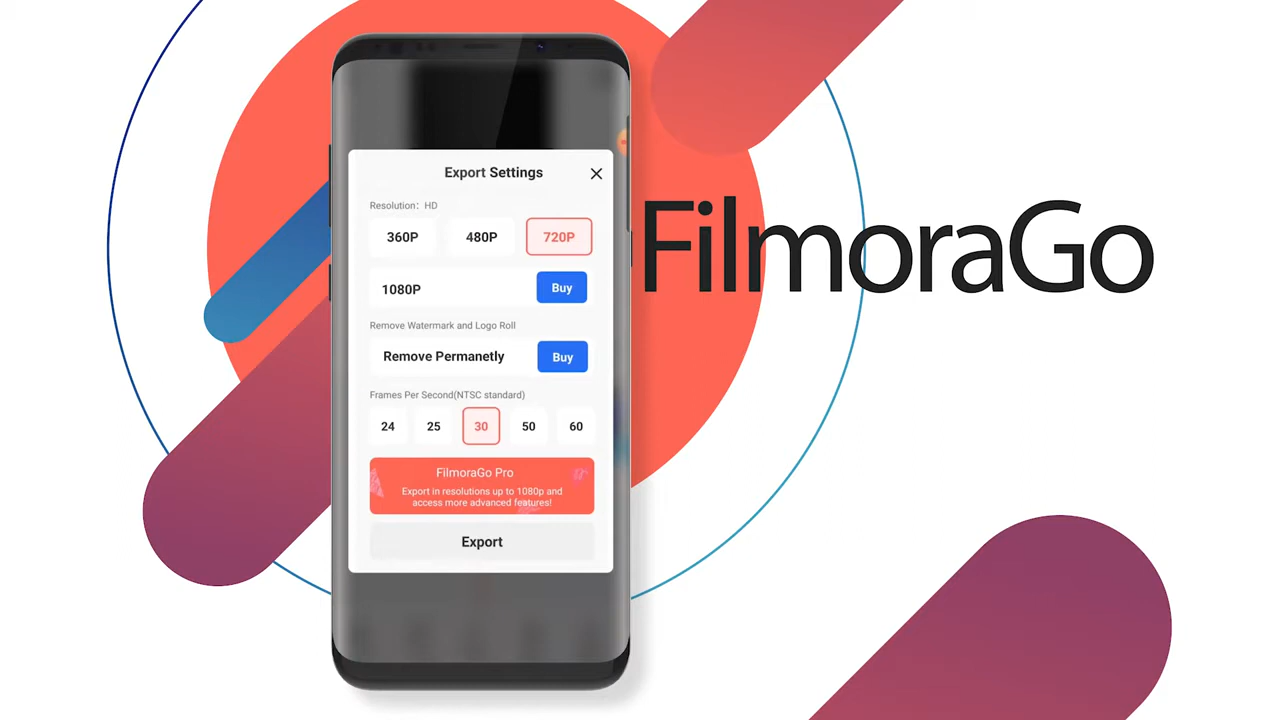 Export Settings
Resolution: HD
360P 480P 720P
1080P Buy
Remove Watermark and Logo Roll
Remove Permanetly Buy
Frames Per Second(NTSC standard)
24 25 30 50 60
FilmoraGo Pro
Export in resolutions up to 1080p and
access more advanced features!
Export
FilmoraGo